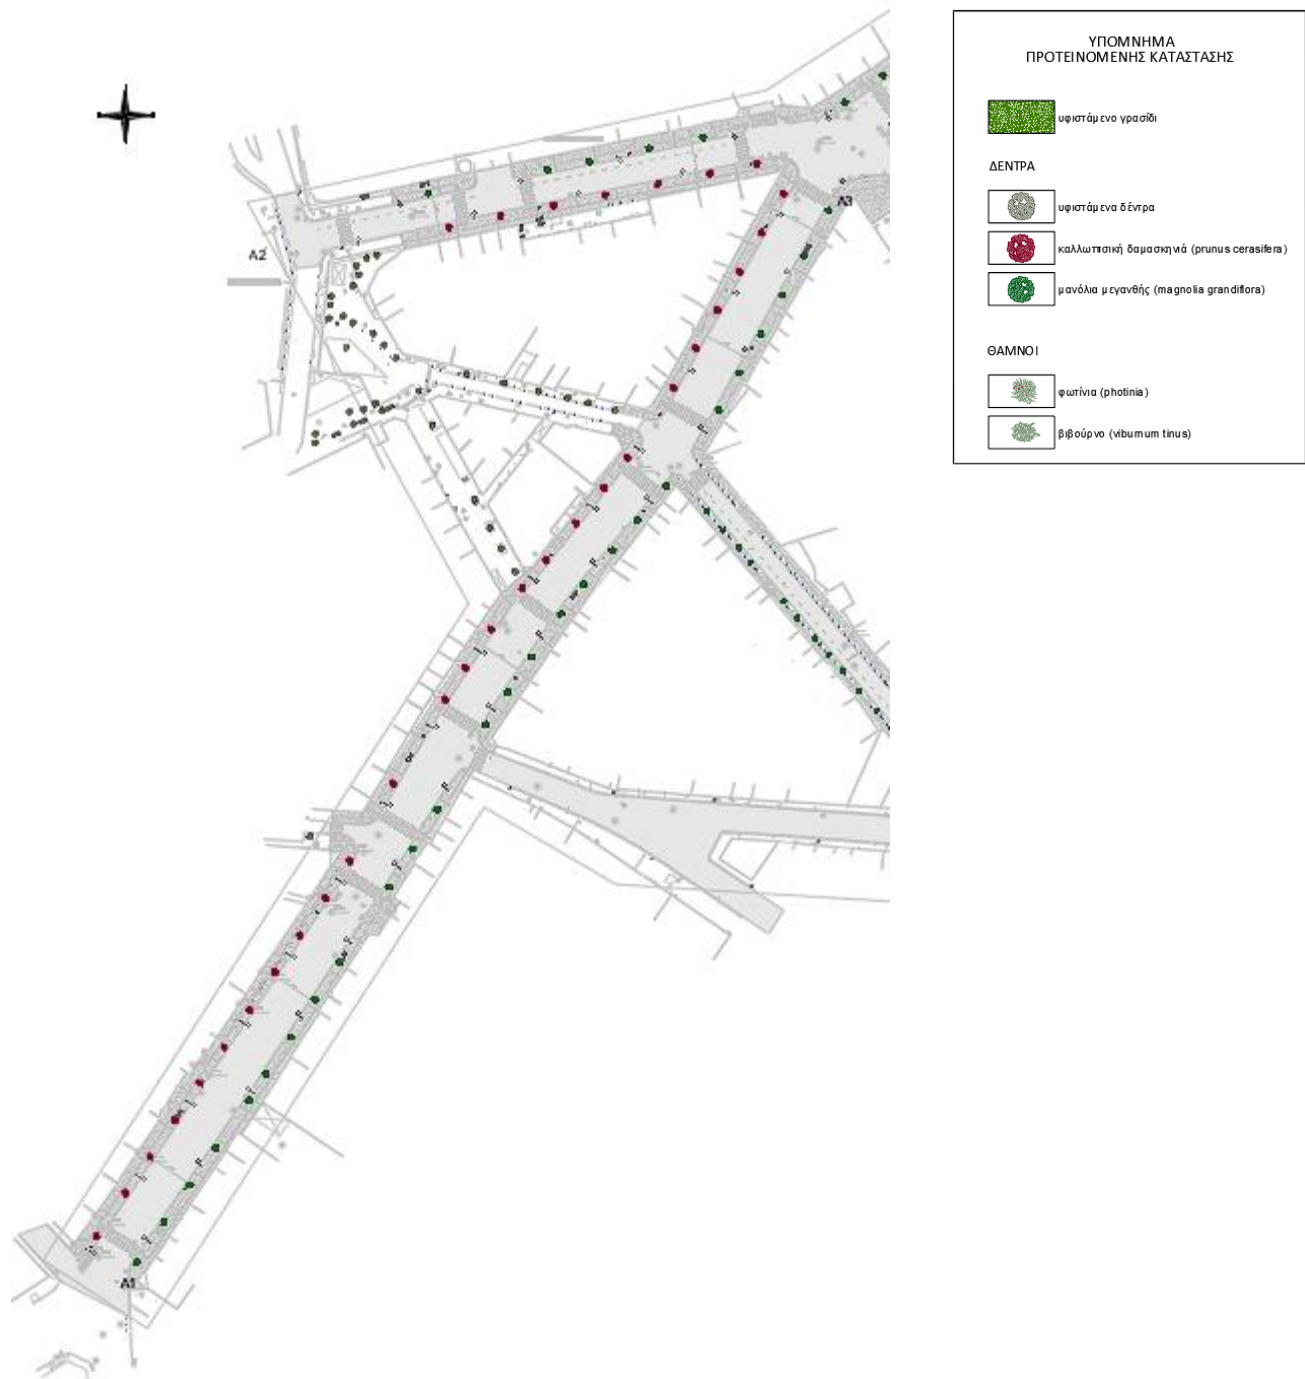 ΥΠΟΜΝΗΜΑ
ΠΡΟΤΕΙΝΟΜΕΝΗΣ ΚΑΤΑΣΤΑΣΗΣ
υφιστάμενο γρασίδι
ΔΕΝΤΡΑ
υφιστάμενα δέντρα
καλλωπισική δαμασκηνιά (prunus cerasifera)
μανόλια μεγανθής (magnolia grandiflora)
ΘΑΜΝΟΙ
φωτίνια (photinia)
βιβούρνο (viburnum tinus)
A3
A2
A1